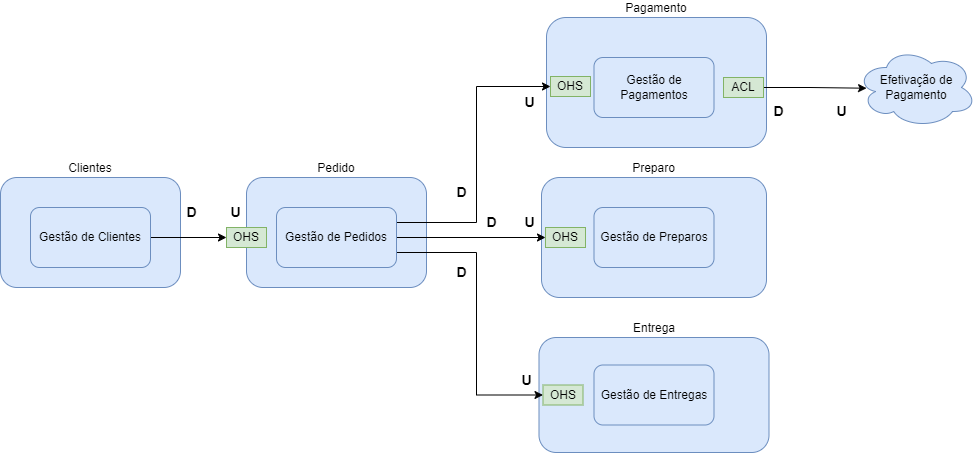 Pagamento
OHS
Gestão de
Pagamentos
ACL
Efetivação de
Pagamento
U
D
U
Clientes
Pedido
Preparo
D
D
U
D
U
Gestão de Clientes
OHS
Gestão de Pedidos
OHS
Gestão de Preparos
D
Entrega
U
OHS
Gestão de Entregas